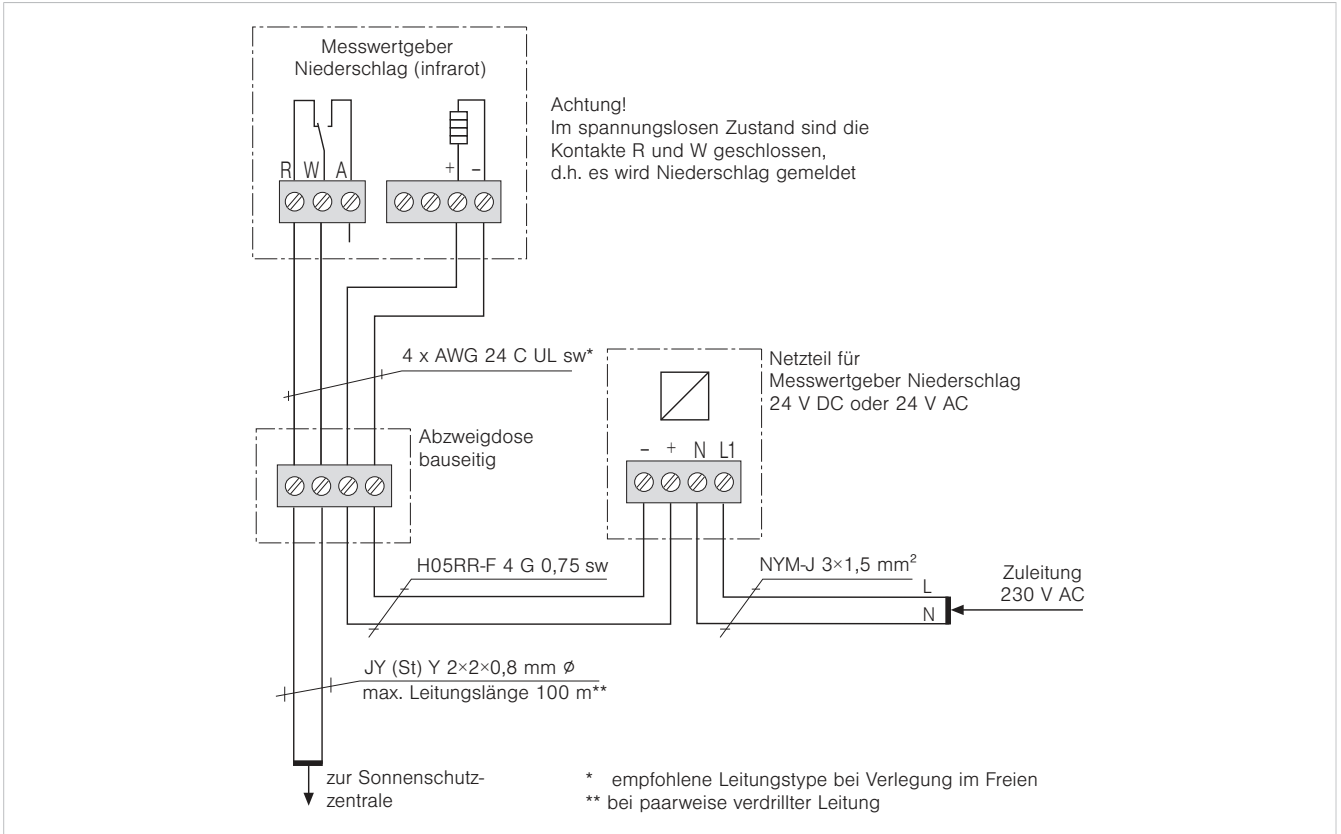 Messwertgeber
Niederschlag (infrarot)
Achtung!
Im spannungslosen Zustand sind die
Kontakte R und W geschlossen,
d.h. es wird Niederschlag gemeldet
R W A
+ –
4 x AWG 24 C UL sw*
Netzteil für
Messwertgeber Niederschlag
24 V DC oder 24 V AC
Abzweigdose
bauseitig
– + N L1
H05RR-F 4 G 0,75 sw
NYM-J 3×1,5 mm²
L
N
Zuleitung
230 V AC
JY (St) Y 2×2×0,8 mm ø
max. Leitungslänge 100 m**
zur Sonnenschutz-
zentrale
* empfohlene Leitungstype bei Verlegung im Freien
** bei paarweise verdrillter Leitung